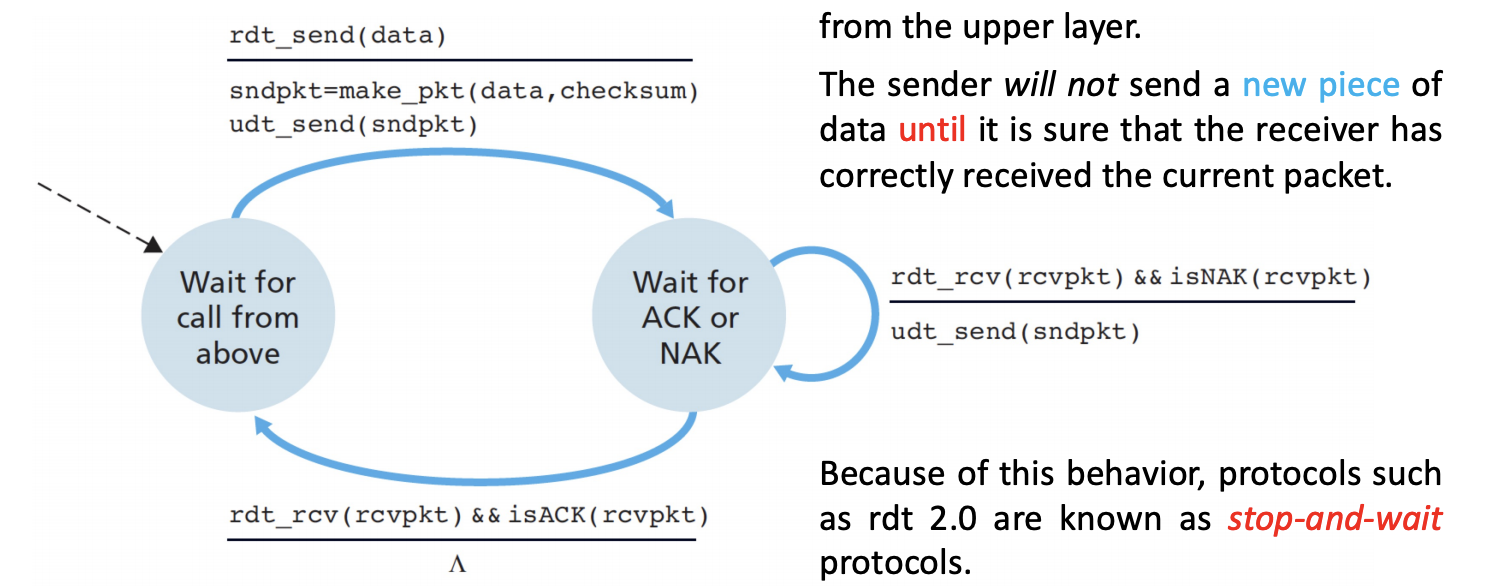 rdt_send(data)
sndpkt=make_pkt(data,checksum)
udt_send(sndpkt)
Wait for
call from
above
Wait for
ACK or
NAK
rdt_rcv(rcvpkt) && isNAK(rcvpkt)
udt_send(sndpkt)
rdt_rcv(rcvpkt) && isACK(rcvpkt)
Λ
from the upper layer.
The sender will not send a new piece of
data until it is sure that the receiver has
correctly received the current packet.
Because of this behavior, protocols such
as rdt 2.0 are known as stop-and-wait
protocols.